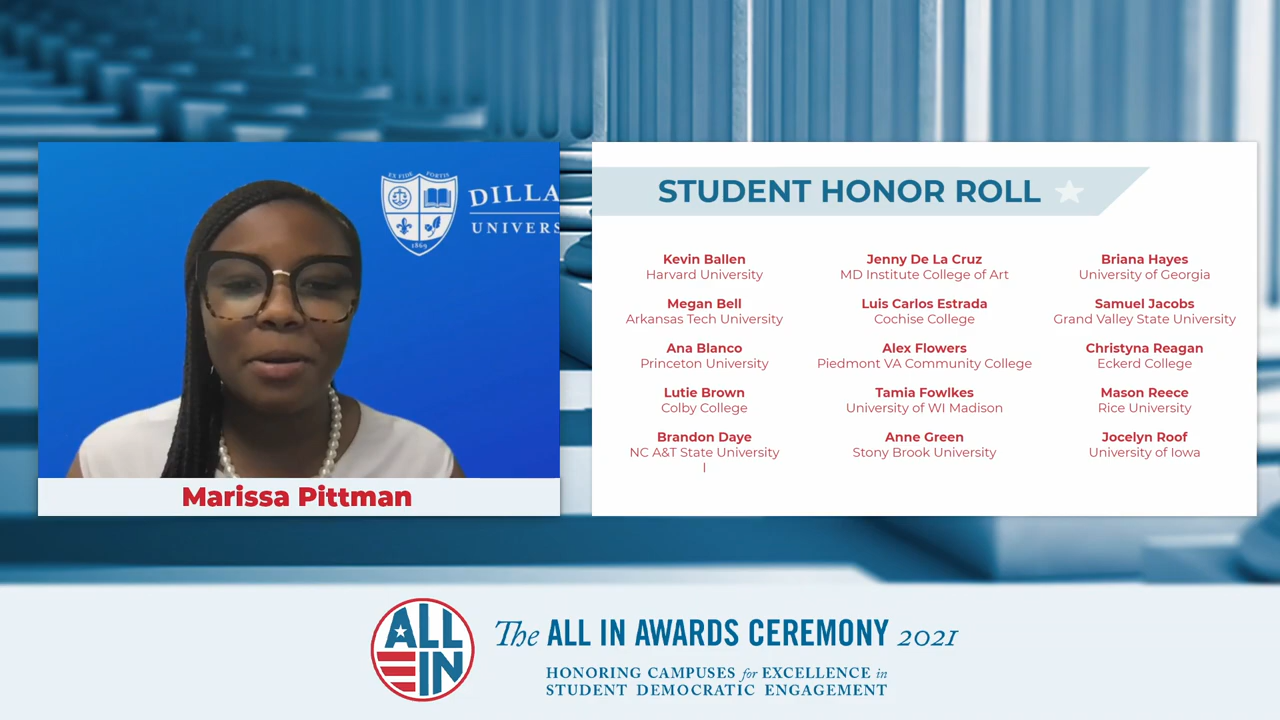 EX FIDE FORTIS
DILLA
UNIVERS
1869
Marissa Pittman
STUDENT HONOR ROLL
Kevin Ballen
Harvard University
Megan Bell
Arkansas Tech University
Ana Blanco
Princeton University
Lutie Brown
Colby College
Brandon Daye
NC A&T State University
l
Jenny De La Cruz
MD Institute College of Art
Luis Carlos Estrada
Cochise College
Alex Flowers
Piedmont VA Community College
Tamia Fowlkes
University of WI Madison
Anne Green
Stony Brook University
Briana Hayes
University of Georgia
Samuel Jacobs
Grand Valley State University
Christyna Reagan
Eckerd College
Mason Reece
Rice University
Jocelyn Roof
University of Iowa
ALL
IN
The ALL IN AWARDS CEREMONY 2021
HONORING CAMPUSES for EXCELLENCE in
STUDENT DEMOCRATIC ENGAGEMENT